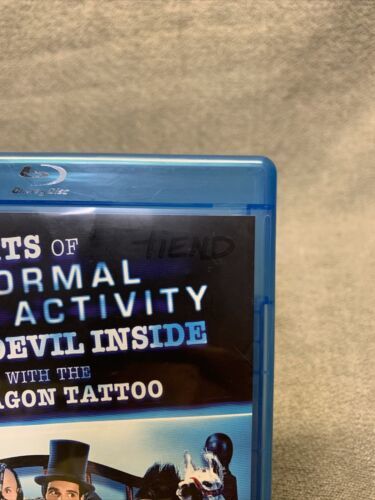 Blu-ray Disc
TS OF
TIEND
ORMAL
ACTIVITY
DEVIL INSIDE
WITH THE
AGON TATTOO